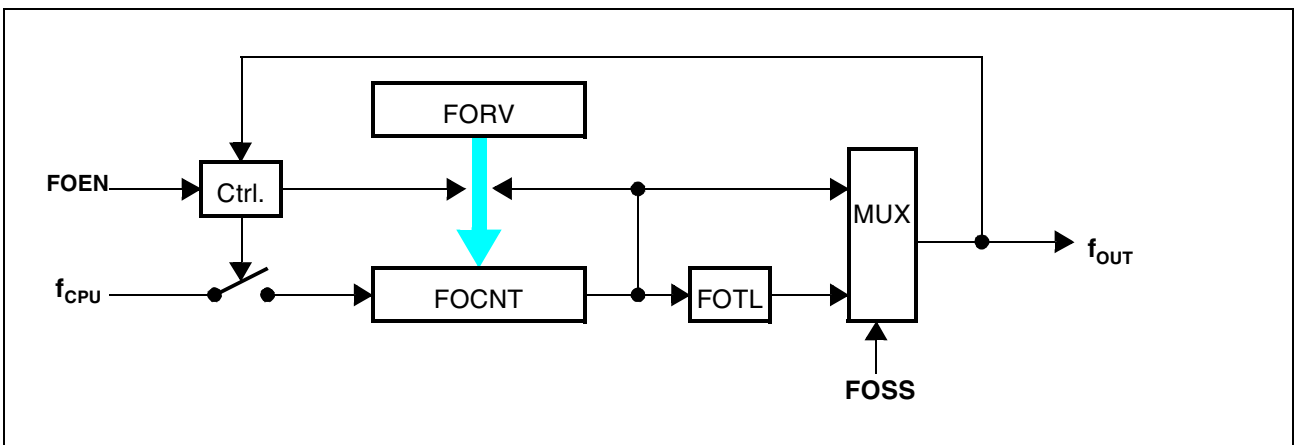 FORV
FOEN
Ctrl.
MUX
fOUT
fCPU
FOCNT
FOTL
FOSS